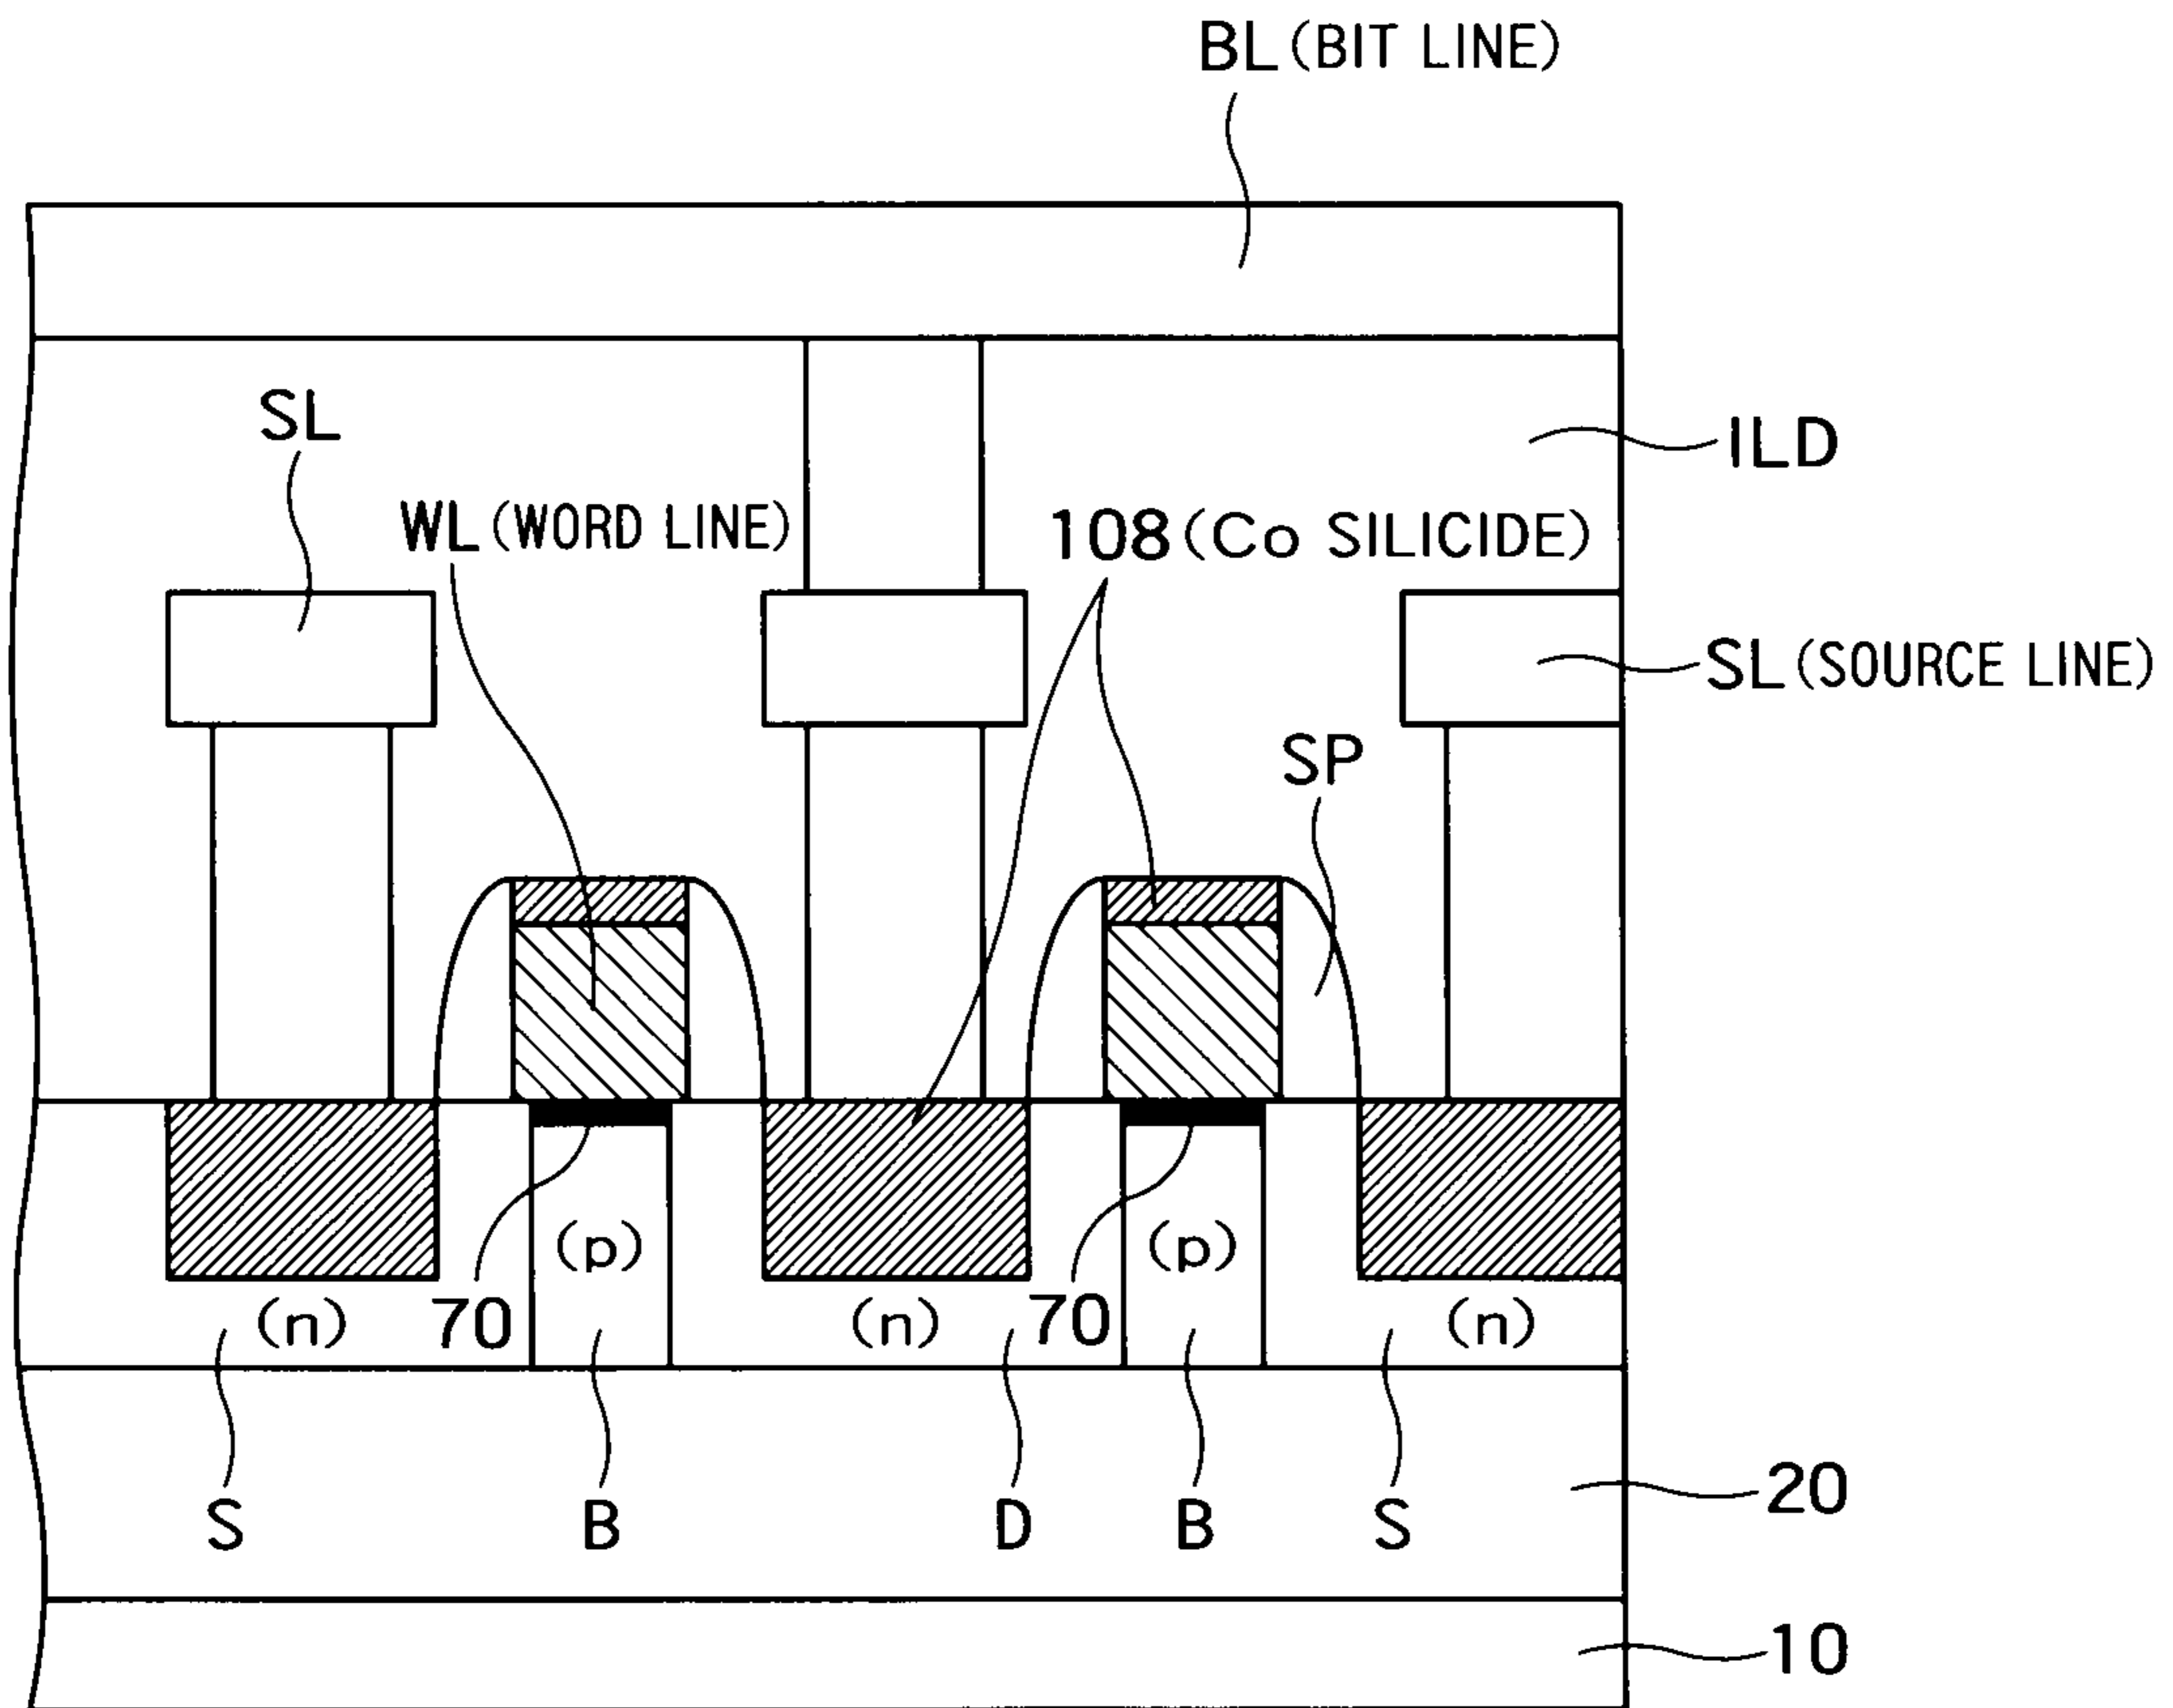 BL (BIT LINE)
SL
ILD
WL (WORD LINE)
108 (Co SILICIDE)
SL (SOURCE LINE)
SP
(p)
(p)
70
70
(n)
(n)
(n)
S
B
D
B
S
20
10